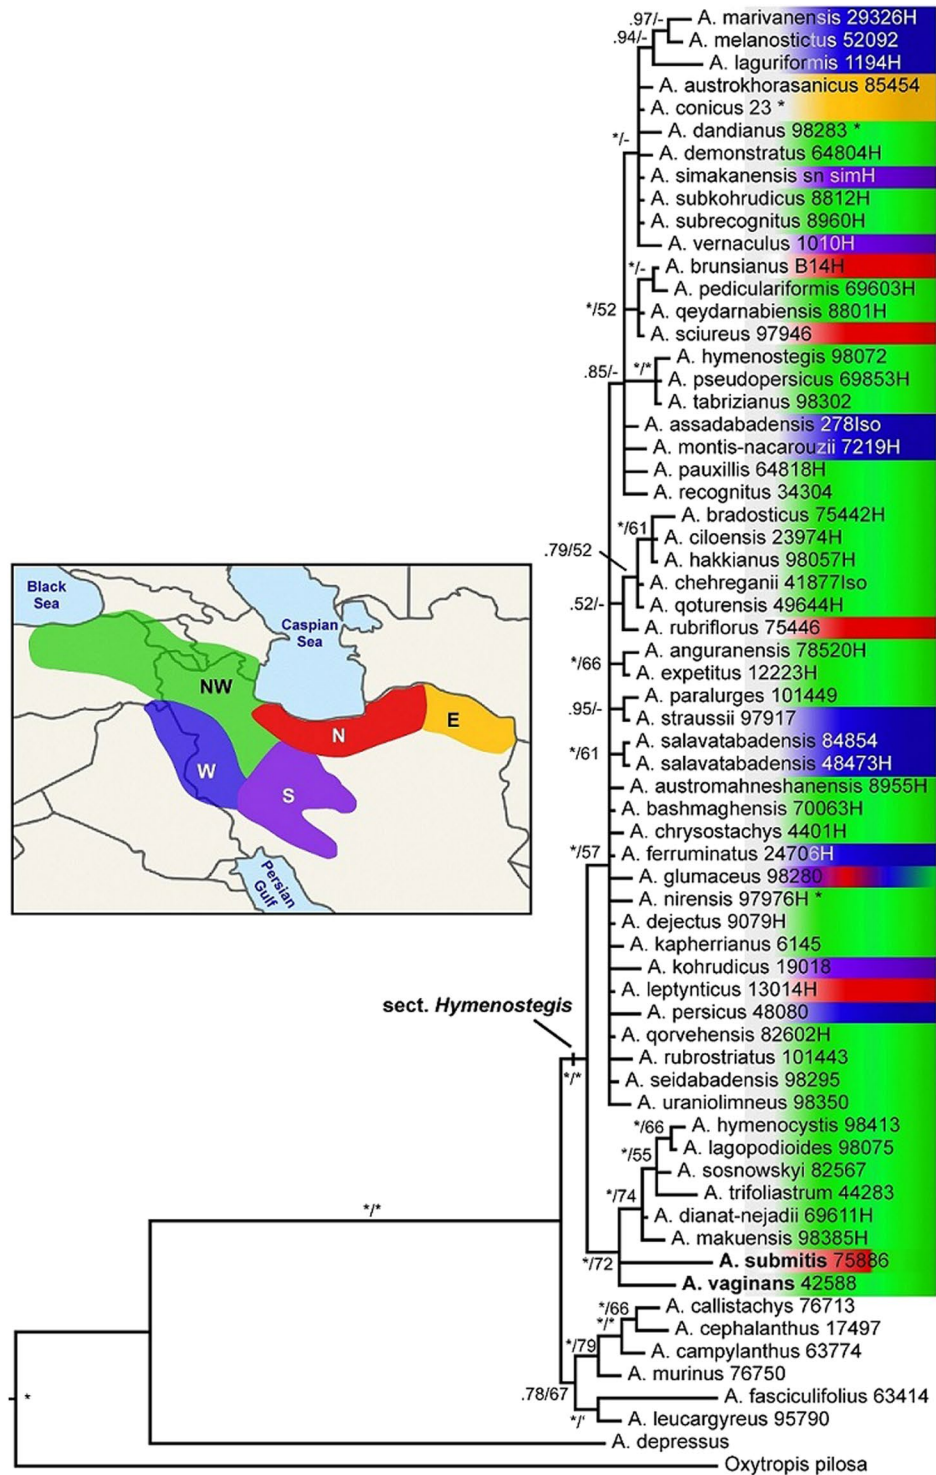 .97/-
A. marivanensis 29326H
.94/-
A. melanostictus 52092
A. laguriformis 1194H
A. austrokhorasanicus 85454
A. conicus 23 *
A. dandianus 98283 *
*/-
A. demonstratus 64804H
A. simakanensis sn simH
A. subkohrudicus 8812H
A. subrecognitus 8960H
A. vernaculus 1010H
*/-
A. brunsianus B14H
A. pediculariformis 69603H
*/52
A. qeydarnabiensis 8801H
A. sciureus 97946
A. hymenostegis 98072
.85/-
*/*
A. pseudopersicus 69853H
A. tabrizianus 98302
A. assadabadensis 278Iso
A. montis-nacarouzii 7219H
A. pauxillis 64818H
A. recognitus 34304
A. bradosticus 75442H
*/61
A. ciloensis 23974H
.79/52
A. hakkianus 98057H
A. chehreganii 41877Iso
.52/-
A. qoturensis 49644H
A. rubriflorus 75446
A. anguranensis 78520H
*/66
A. expetitus 12223H
A. paralurges 101449
.95/-
A. straussii 97917
A. salavatabadensis 84854
*/61
A. salavatabadensis 48473H
A. austromahneshanensis 8955H
A. bashmaghensis 70063H
A. chrysostachys 4401H
*/57
A. ferruminatus 24706H
A. glumaceus 98280
A. nirensis 97976H *
A. dejectus 9079H
A. kapherrianus 6145
A. kohrudicus 19018
A. leptynticus 13014H
A. persicus 48080
A. qorvehensis 82602H
A. rubrostriatus 101443
A. seidabadensis 98295
A. uraniolimneus 98350
Black
Sea
Caspian
Sea
NW
N
E
W
S
Persian
Gulf
sect. Hymenostegis
*/*
*/66
A. hymenocystis 98413
*/55
A. lagopodioides 98075
A. sosnowskyi 82567
*/74
A. trifoliastrum 44283
A. dianat-nejadii 69611H
*/*
A. makuensis 98385H
*/72
A. submitis 75886
A. vaginans 42588
*/66
A. callistachys 76713
*/*
A. cephalanthus 17497
*/79
A. campylanthus 63774
A. murinus 76750
.78/67
A. fasciculifolius 63414
*/'
A. leucargyreus 95790
*
A. depressus
Oxytropis pilosa